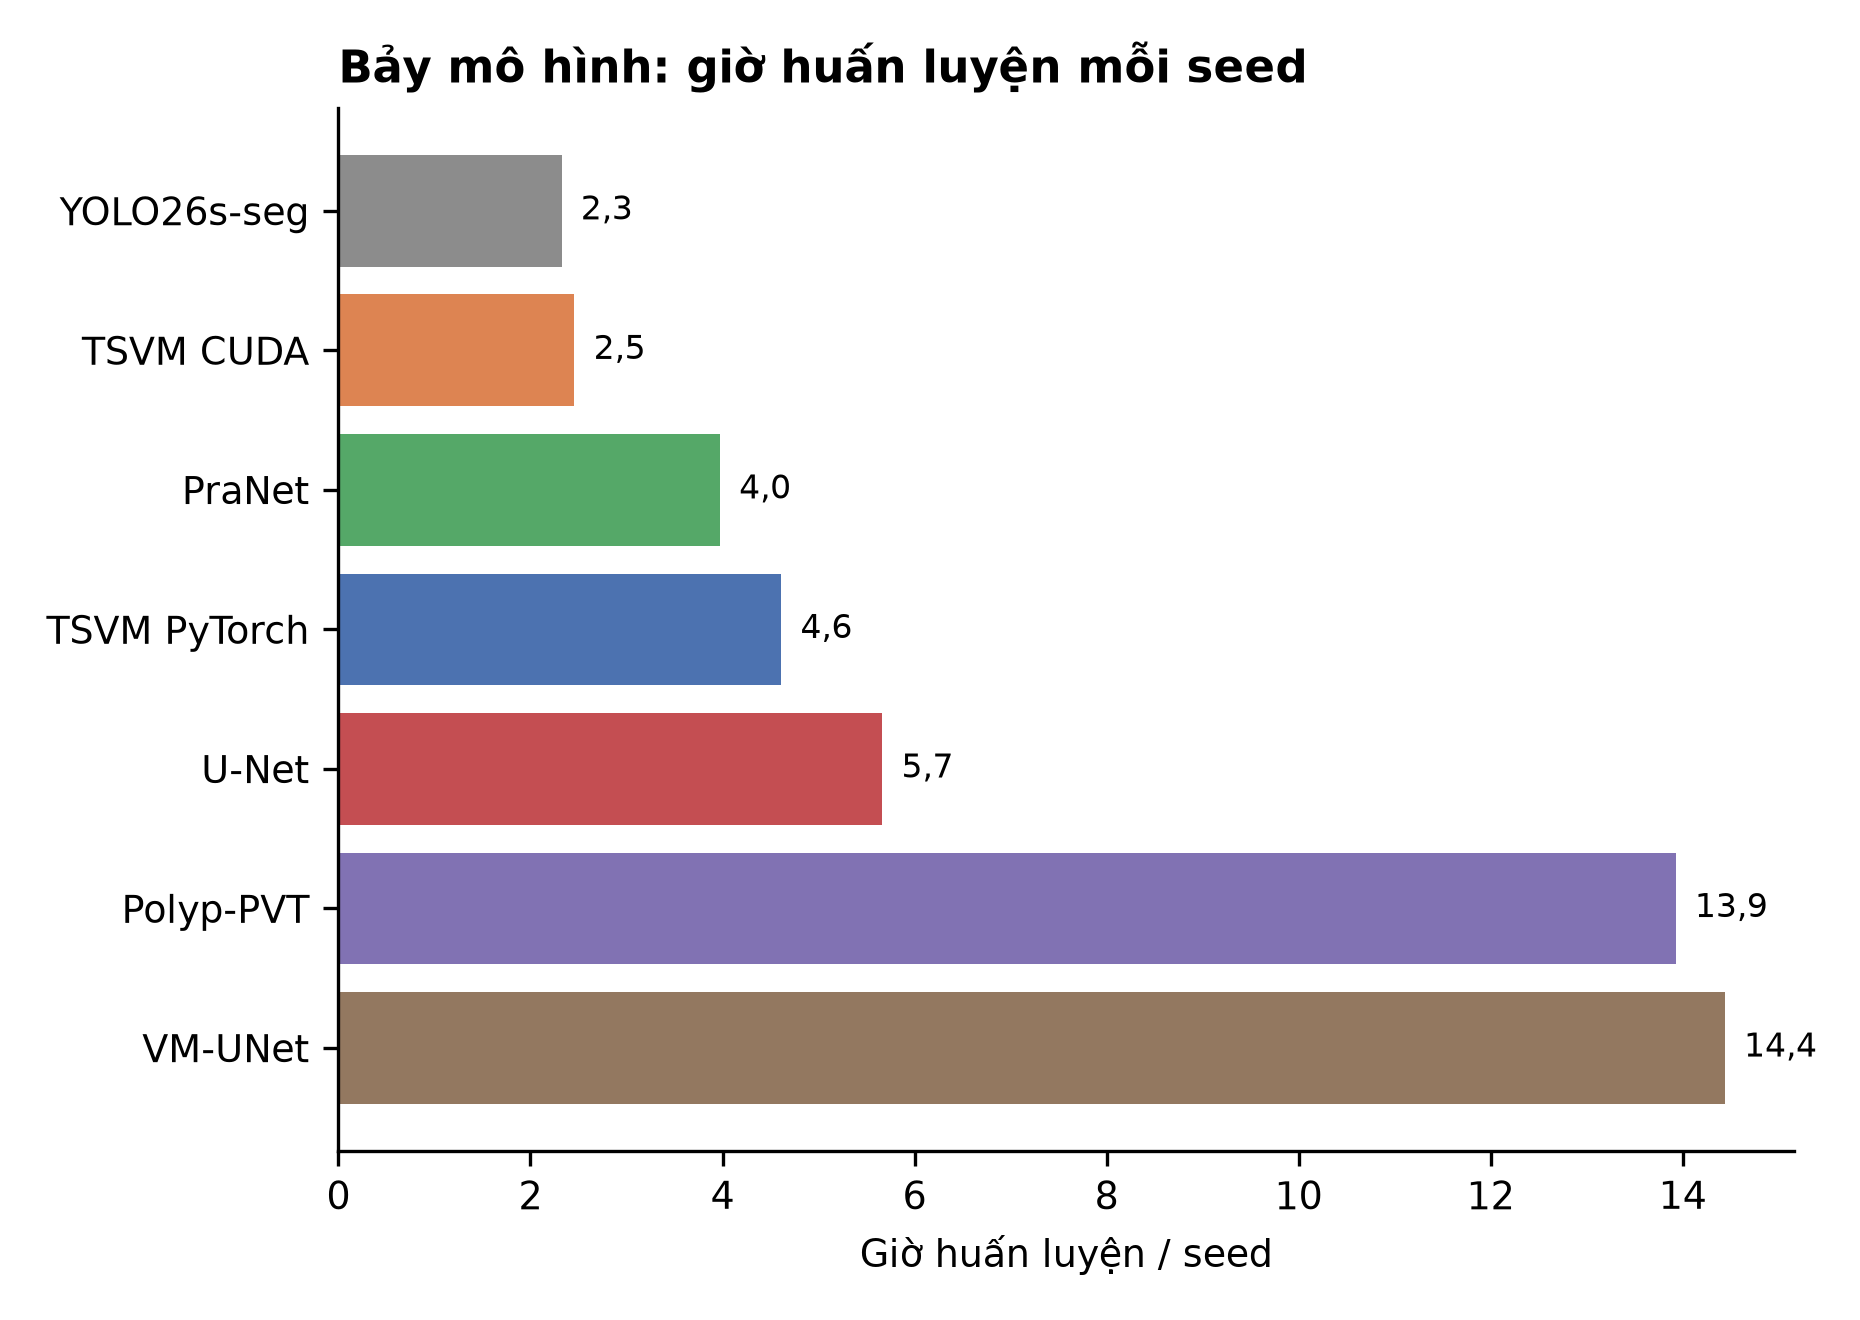 Bảy mô hình: giờ huấn luyện mỗi seed
YOLO26s-seg 2,3
TSVM CUDA 2,5
PraNet 4,0
TSVM PyTorch 4,6
U-Net 5,7
Polyp-PVT 13,9
VM-UNet 14,4
0 2 4 6 8 10 12 14
Giờ huấn luyện / seed